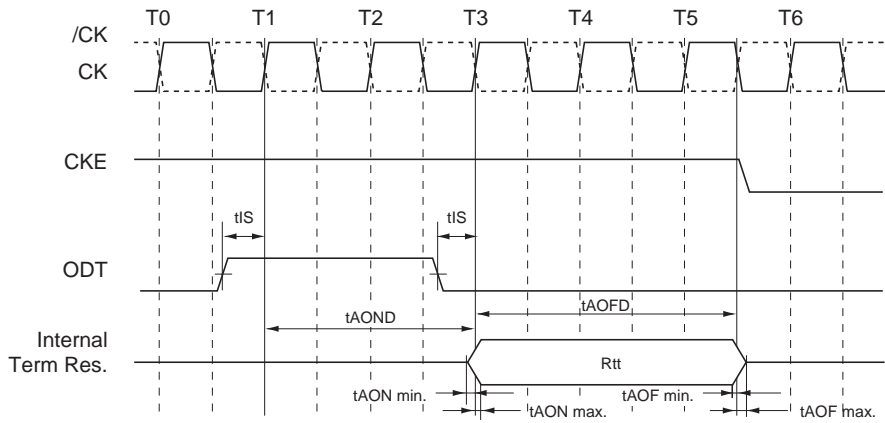 T0 T1 T2 T3 T4 T5 T6
/CK
CK
CKE
tIS tIS
ODT
tAOND tAOFD
Internal
Term Res.
Rtt
tAON min. tAOF min.
tAON max. tAOF max.